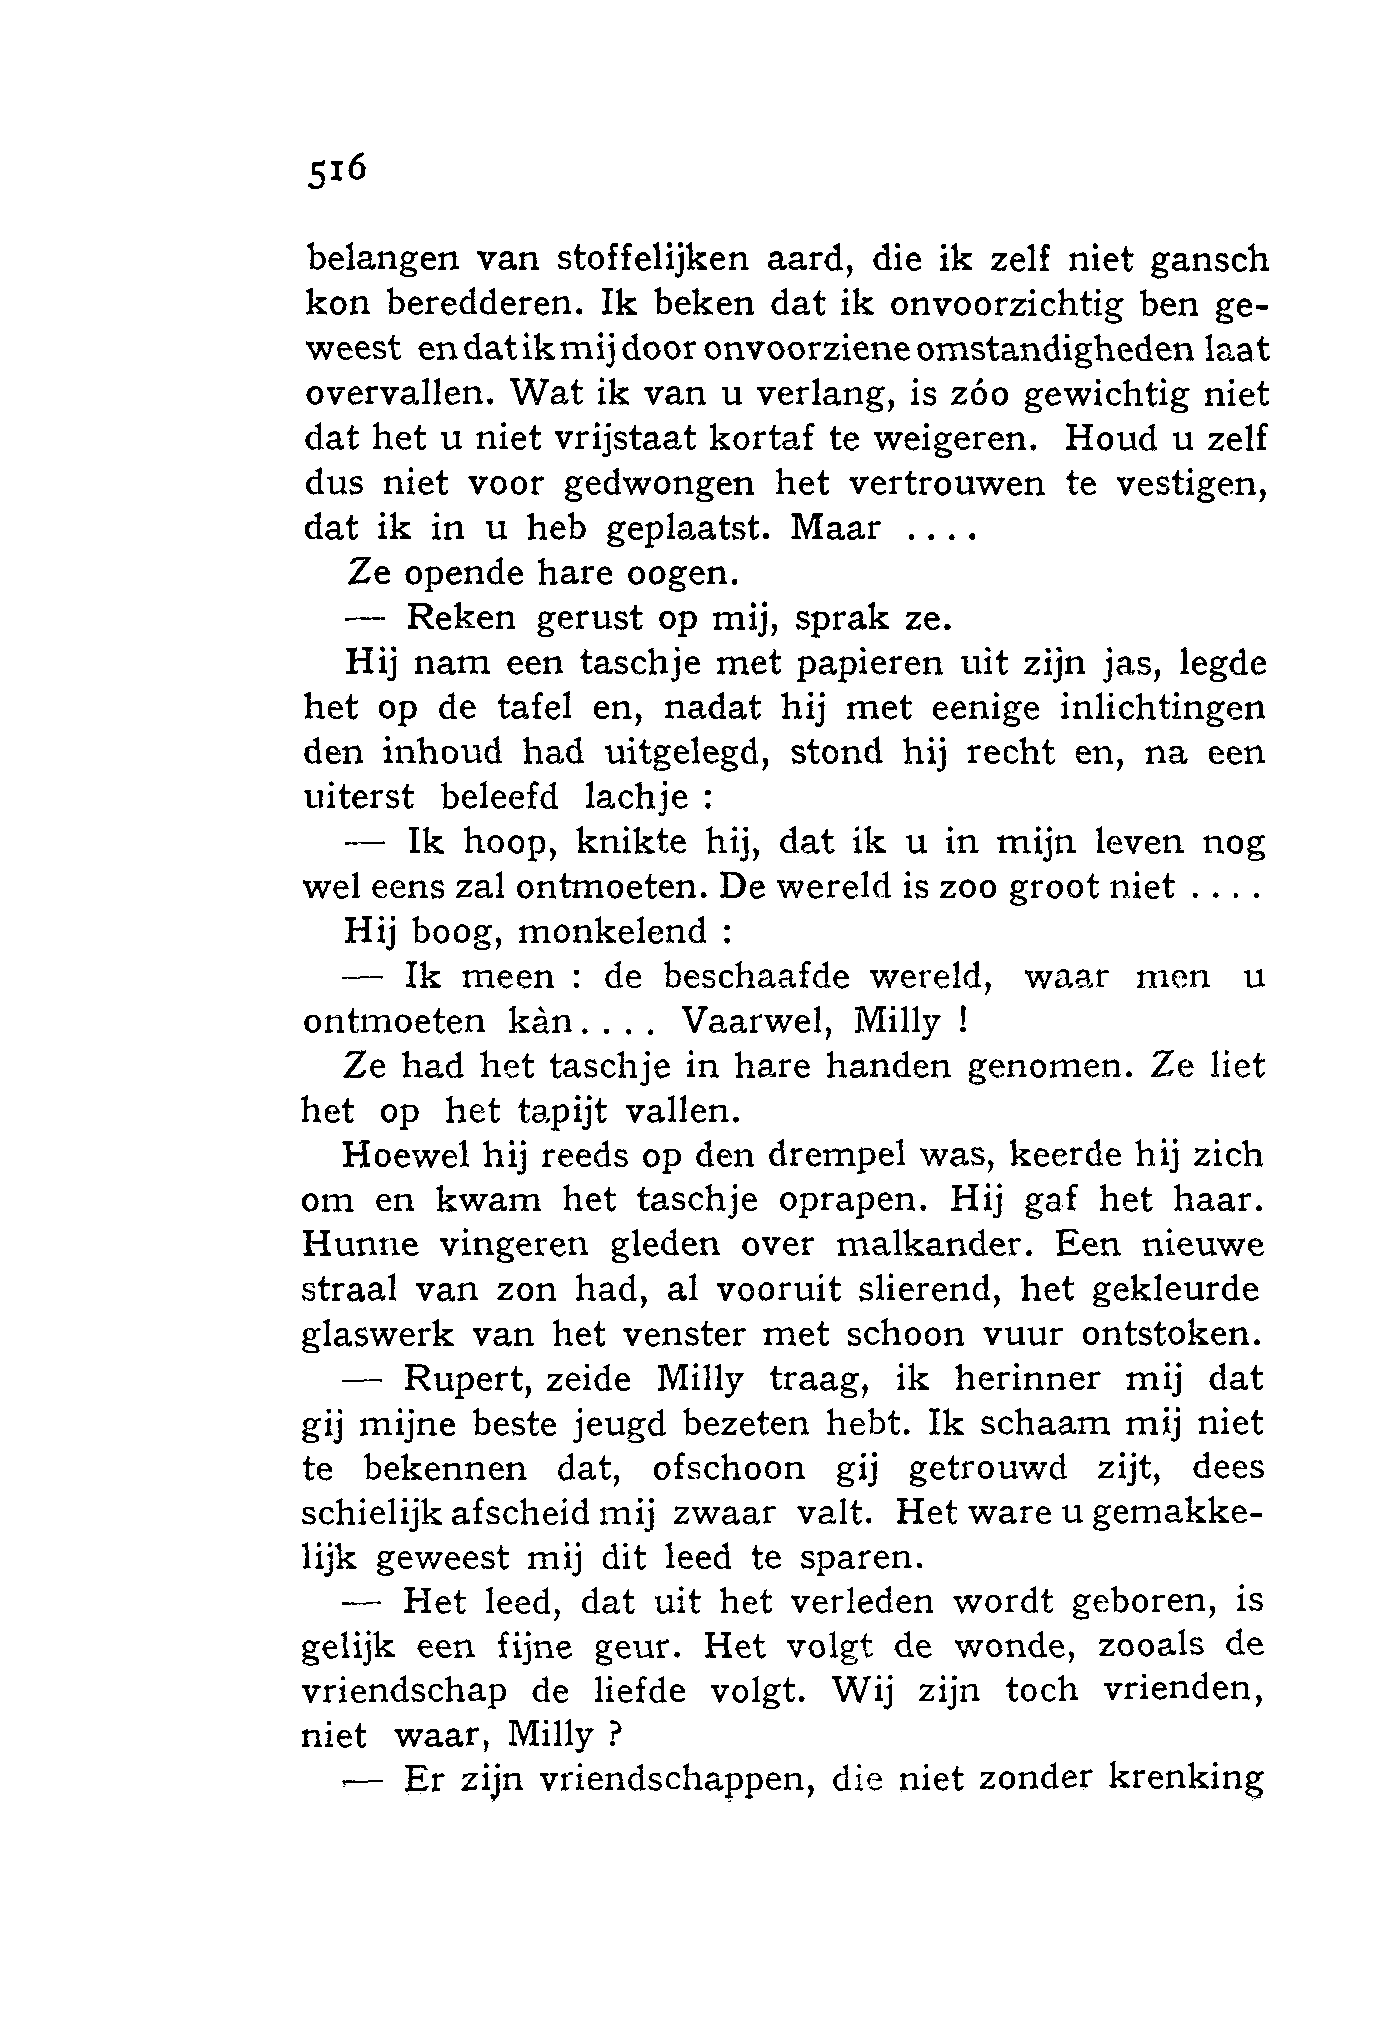 516
belangen van stoffelijken aard, die ik zelf niet gansch
kon beredderen. Ik beken dat ik onvoorzichtig ben ge-
weest en dat ik mij door onvoorziene omstandigheden laat
overvallen. Wat ik van u verlang, is zóo gewichtig niet
dat het u niet vrijstaat kortaf te weigeren. Houd u zelf
dus niet voor gedwongen het vertrouwen te vestigen,
dat ik in u heb geplaatst. Maar ....
Ze opende hare oogen.
— Reken gerust op mij, sprak ze.
Hij nam een taschje met papieren uit zijn jas, legde
het op de tafel en, nadat hij met eenige inlichtingen
den inhoud had uitgelegd, stond hij recht en, na een
uiterst beleefd lachje :
— Ik hoop, knikte hij, dat ik u in mijn leven nog
wel eens zal ontmoeten. De wereld is zoo groot niet ....
Hij boog, monkelend :
— Ik meen : de beschaafde wereld, waar men u
ontmoeten kàn.... Vaarwel, Milly !
Ze had het taschje in hare handen genomen. Ze liet
het op het tapijt vallen.
Hoewel hij reeds op den drempel was, keerde hij zich
om en kwam het taschje oprapen. Hij gaf het haar.
Hunne vingeren gleden over malkander. Een nieuwe
straal van zon had, al vooruit slierend, het gekleurde
glaswerk van het venster met schoon vuur ontstoken.
— Rupert, zeide Milly traag, ik herinner mij dat
gij mijne beste jeugd bezeten hebt. Ik schaam mij niet
te bekennen dat, ofschoon gij getrouwd zijt, dees
schielijk afscheid mij zwaar valt. Het ware u gemakke-
lijk geweest mij dit leed te sparen.
— Het leed, dat uit het verleden wordt geboren, is
gelijk een fijne geur. Het volgt de wonde, zooals de
vriendschap de liefde volgt. Wij zijn toch vrienden,
niet waar, Milly ?
— Er zijn vriendschappen, die niet zonder krenking